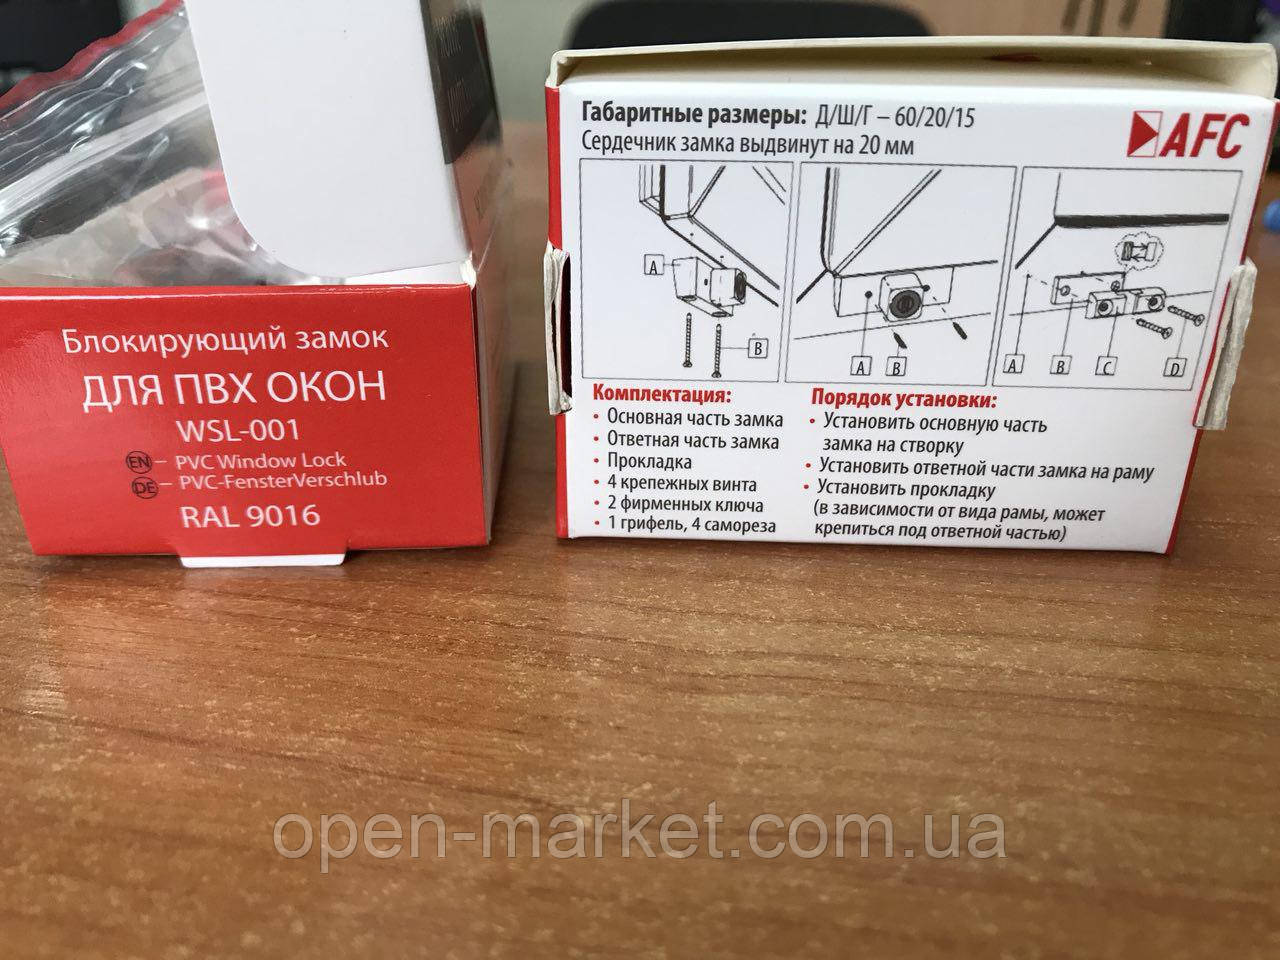 Блокирующий замок
ДЛЯ ПВХ ОКОН
WSL-001
EN – PVC Window Lock
DE – PVC-FensterVerschlub
RAL 9016
Габаритные размеры: Д/Ш/Г – 60/20/15
Сердечник замка выдвинут на 20 мм
AFC
A
B
A B
A B C D
Комплектация:
• Основная часть замка
• Ответная часть замка
• Прокладка
• 4 крепежных винта
• 2 фирменных ключа
• 1 грифель, 4 самореза
Порядок установки:
• Установить основную часть
замка на створку
• Установить ответной части замка на раму
• Установить прокладку
(в зависимости от вида рамы, может
крепиться под ответной частью)
open-market.com.ua